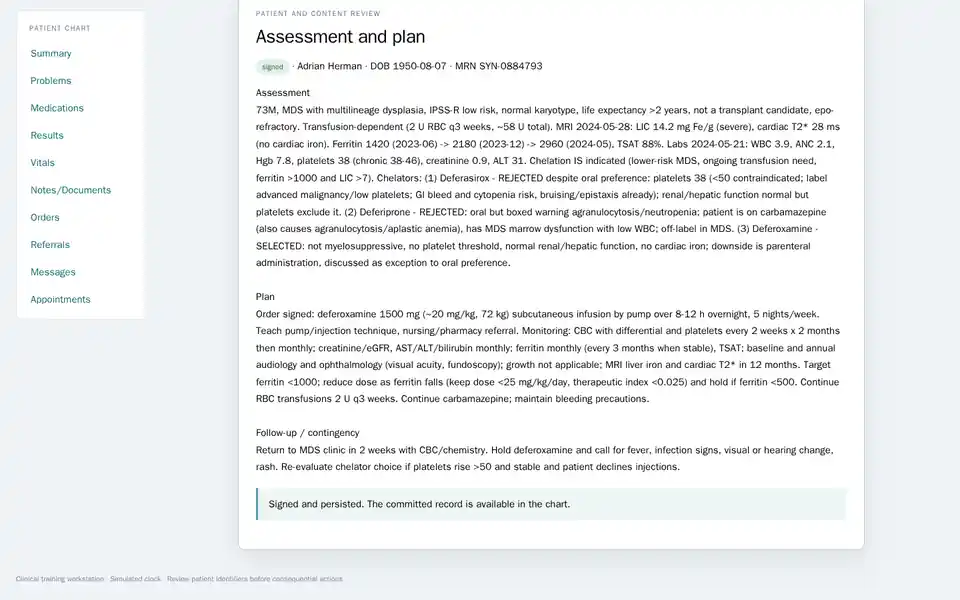 PATIENT CHART
Summary
Problems
Medications
Results
Vitals
Notes/Documents
Orders
Referrals
Messages
Appointments
PATIENT AND CONTENT REVIEW
Assessment and plan
signed · Adrian Herman · DOB 1950-08-07 · MRN SYN-0884793
Assessment
73M, MDS with multilineage dysplasia, IPSS-R low risk, normal karyotype, life expectancy >2 years, not a transplant candidate, epo-
refractory. Transfusion-dependent (2 U RBC q3 weeks, ~58 U total). MRI 2024-05-28: LIC 14.2 mg Fe/g (severe), cardiac T2* 28 ms
(no cardiac iron). Ferritin 1420 (2023-06) -> 2180 (2023-12) -> 2960 (2024-05), TSAT 88%. Labs 2024-05-21: WBC 3.9, ANC 2.1,
Hgb 7.8, platelets 38 (chronic 38-46), creatinine 0.9, ALT 31. Chelation IS indicated (lower-risk MDS, ongoing transfusion need,
ferritin >1000 and LIC >7). Chelators: (1) Deferasirox - REJECTED despite oral preference: platelets 38 (<50 contraindicated; label
advanced malignancy/low platelets; GI bleed and cytopenia risk, bruising/epistaxis already); renal/hepatic function normal but
platelets exclude it. (2) Deferiprone - REJECTED: oral but boxed warning agranulocytosis/neutropenia; patient is on carbamazepine
(also causes agranulocytosis/aplastic anemia), has MDS marrow dysfunction with low WBC; off-label in MDS. (3) Deferoxamine -
SELECTED: not myelosuppressive, no platelet threshold, normal renal/hepatic function, no cardiac iron; downside is parenteral
administration, discussed as exception to oral preference.
Plan
Order signed: deferoxamine 1500 mg (~20 mg/kg, 72 kg) subcutaneous infusion by pump over 8-12 h overnight, 5 nights/week.
Teach pump/injection technique, nursing/pharmacy referral. Monitoring: CBC with differential and platelets every 2 weeks x 2 months
then monthly; creatinine/eGFR, AST/ALT/bilirubin monthly; ferritin monthly (every 3 months when stable), TSAT; baseline and annual
audiology and ophthalmology (visual acuity, fundoscopy); growth not applicable; MRI liver iron and cardiac T2* in 12 months. Target
ferritin <1000; reduce dose as ferritin falls (keep dose <25 mg/kg/day, therapeutic index <0.025) and hold if ferritin <500. Continue
RBC transfusions 2 U q3 weeks. Continue carbamazepine; maintain bleeding precautions.
Follow-up / contingency
Return to MDS clinic in 2 weeks with CBC/chemistry. Hold deferoxamine and call for fever, infection signs, visual or hearing change,
rash. Re-evaluate chelator choice if platelets rise >50 and stable and patient declines injections.
Signed and persisted. The committed record is available in the chart.
Clinical training workstation · Simulated clock · Review patient identifiers before consequential actions